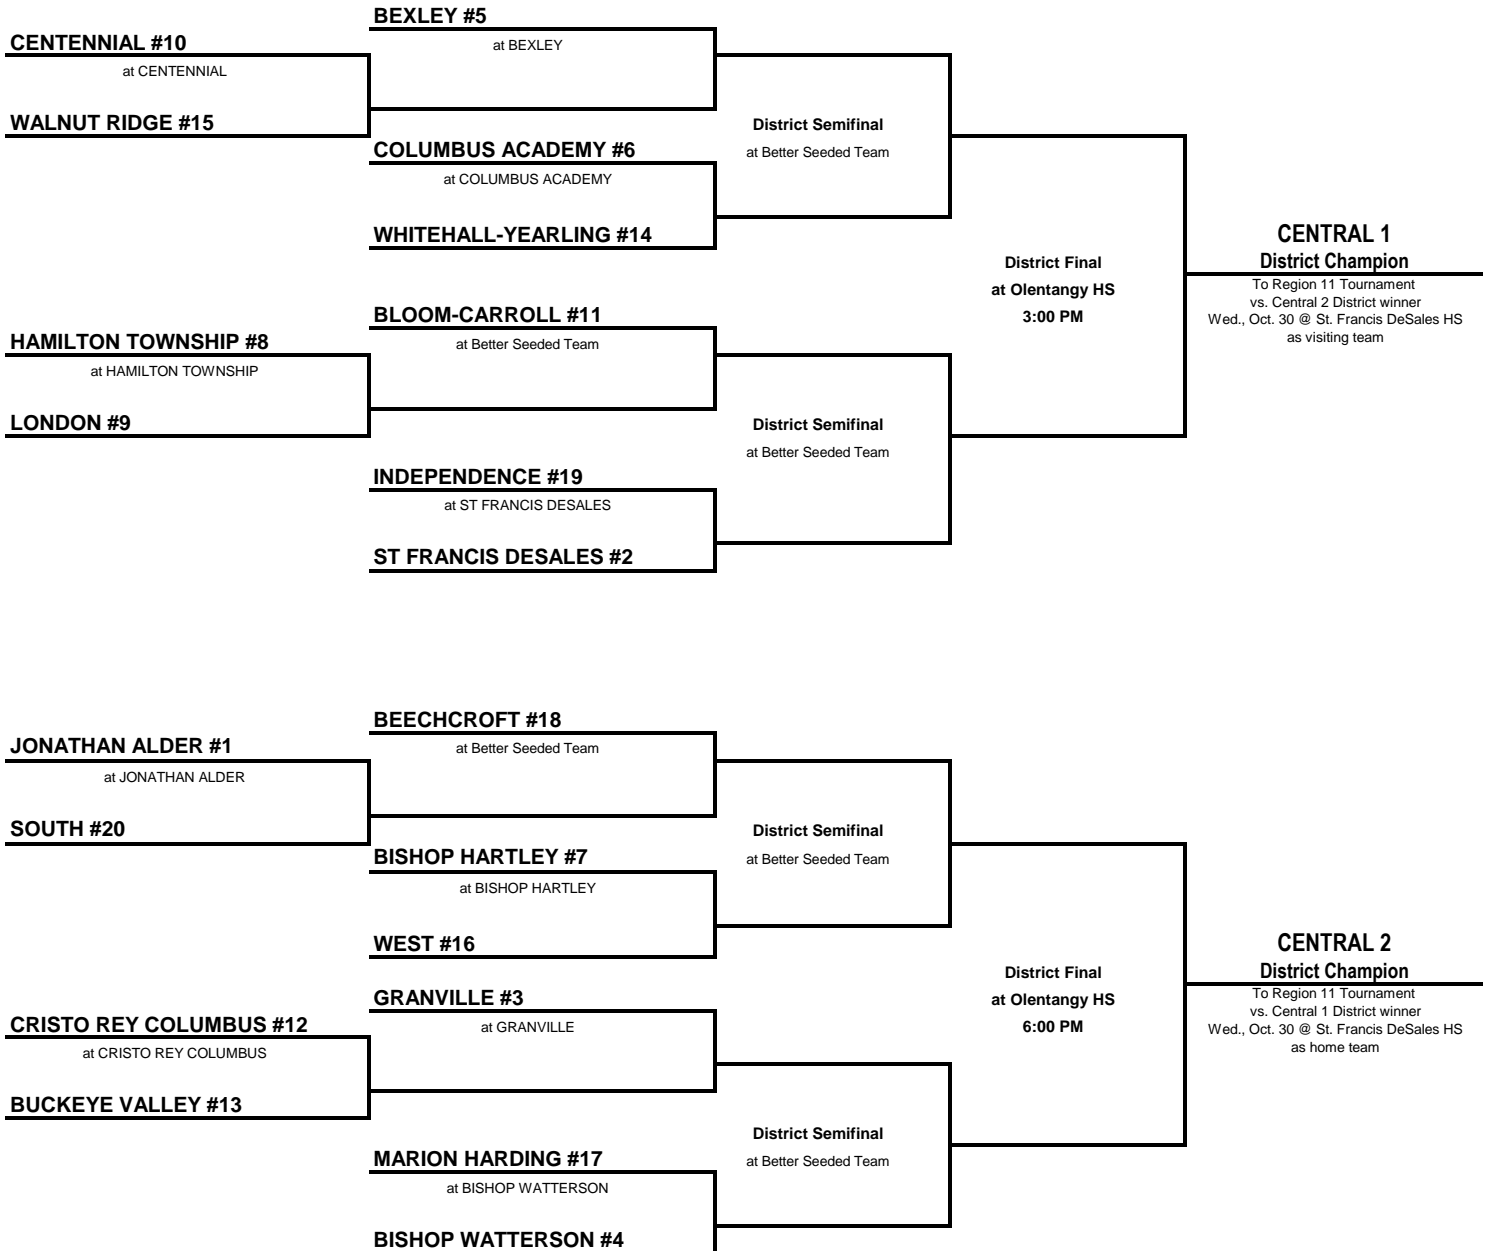 BEXLEY #5
CENTENNIAL #10
at BEXLEY
at CENTENNIAL
WALNUT RIDGE #15
District Semifinal
COLUMBUS ACADEMY #6
at Better Seeded Team
at COLUMBUS ACADEMY
WHITEHALL-YEARLING #14
CENTRAL 1
District Final
District Champion
at Olentangy HS
To Region 11 Tournament
vs. Central 2 District winner
BLOOM-CARROLL #11
3:00 PM
Wed., Oct. 30 @ St. Francis DeSales HS
as visiting team
HAMILTON TOWNSHIP #8
at Better Seeded Team
at HAMILTON TOWNSHIP
LONDON #9
District Semifinal
at Better Seeded Team
INDEPENDENCE #19
at ST FRANCIS DESALES
ST FRANCIS DESALES #2
BEECHCROFT #18
JONATHAN ALDER #1
at Better Seeded Team
at JONATHAN ALDER
SOUTH #20
District Semifinal
BISHOP HARTLEY #7
at Better Seeded Team
at BISHOP HARTLEY
WEST #16
CENTRAL 2
District Final
District Champion
GRANVILLE #3
at Olentangy HS
To Region 11 Tournament
vs. Central 1 District winner
CRISTO REY COLUMBUS #12
at GRANVILLE
6:00 PM
Wed., Oct. 30 @ St. Francis DeSales HS
as home team
at CRISTO REY COLUMBUS
BUCKEYE VALLEY #13
District Semifinal
MARION HARDING #17
at Better Seeded Team
at BISHOP WATTERSON
BISHOP WATTERSON #4